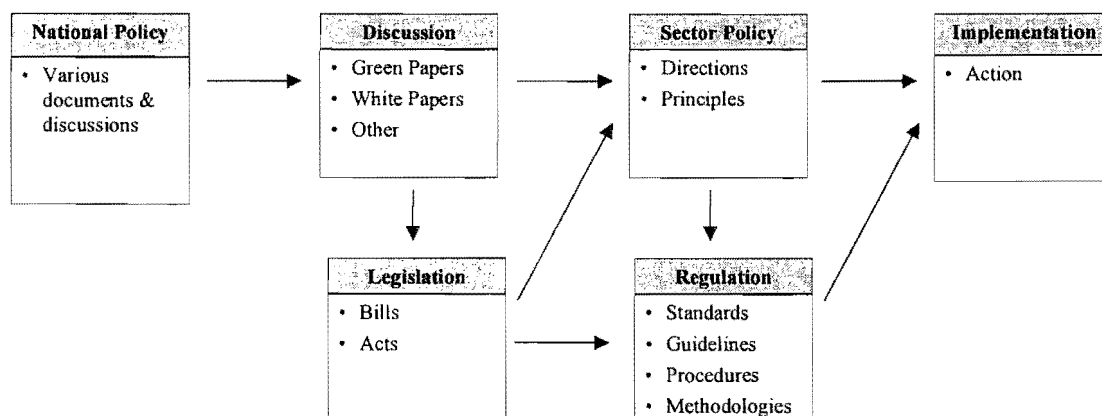 National Policy
• Various
documents &
discussions
Discussion
• Green Papers
• White Papers
• Other
Sector Policy
• Directions
• Principles
Implementation
• Action
Legislation
• Bills
• Acts
Regulation
• Standards
• Guidelines
• Procedures
• Methodologies